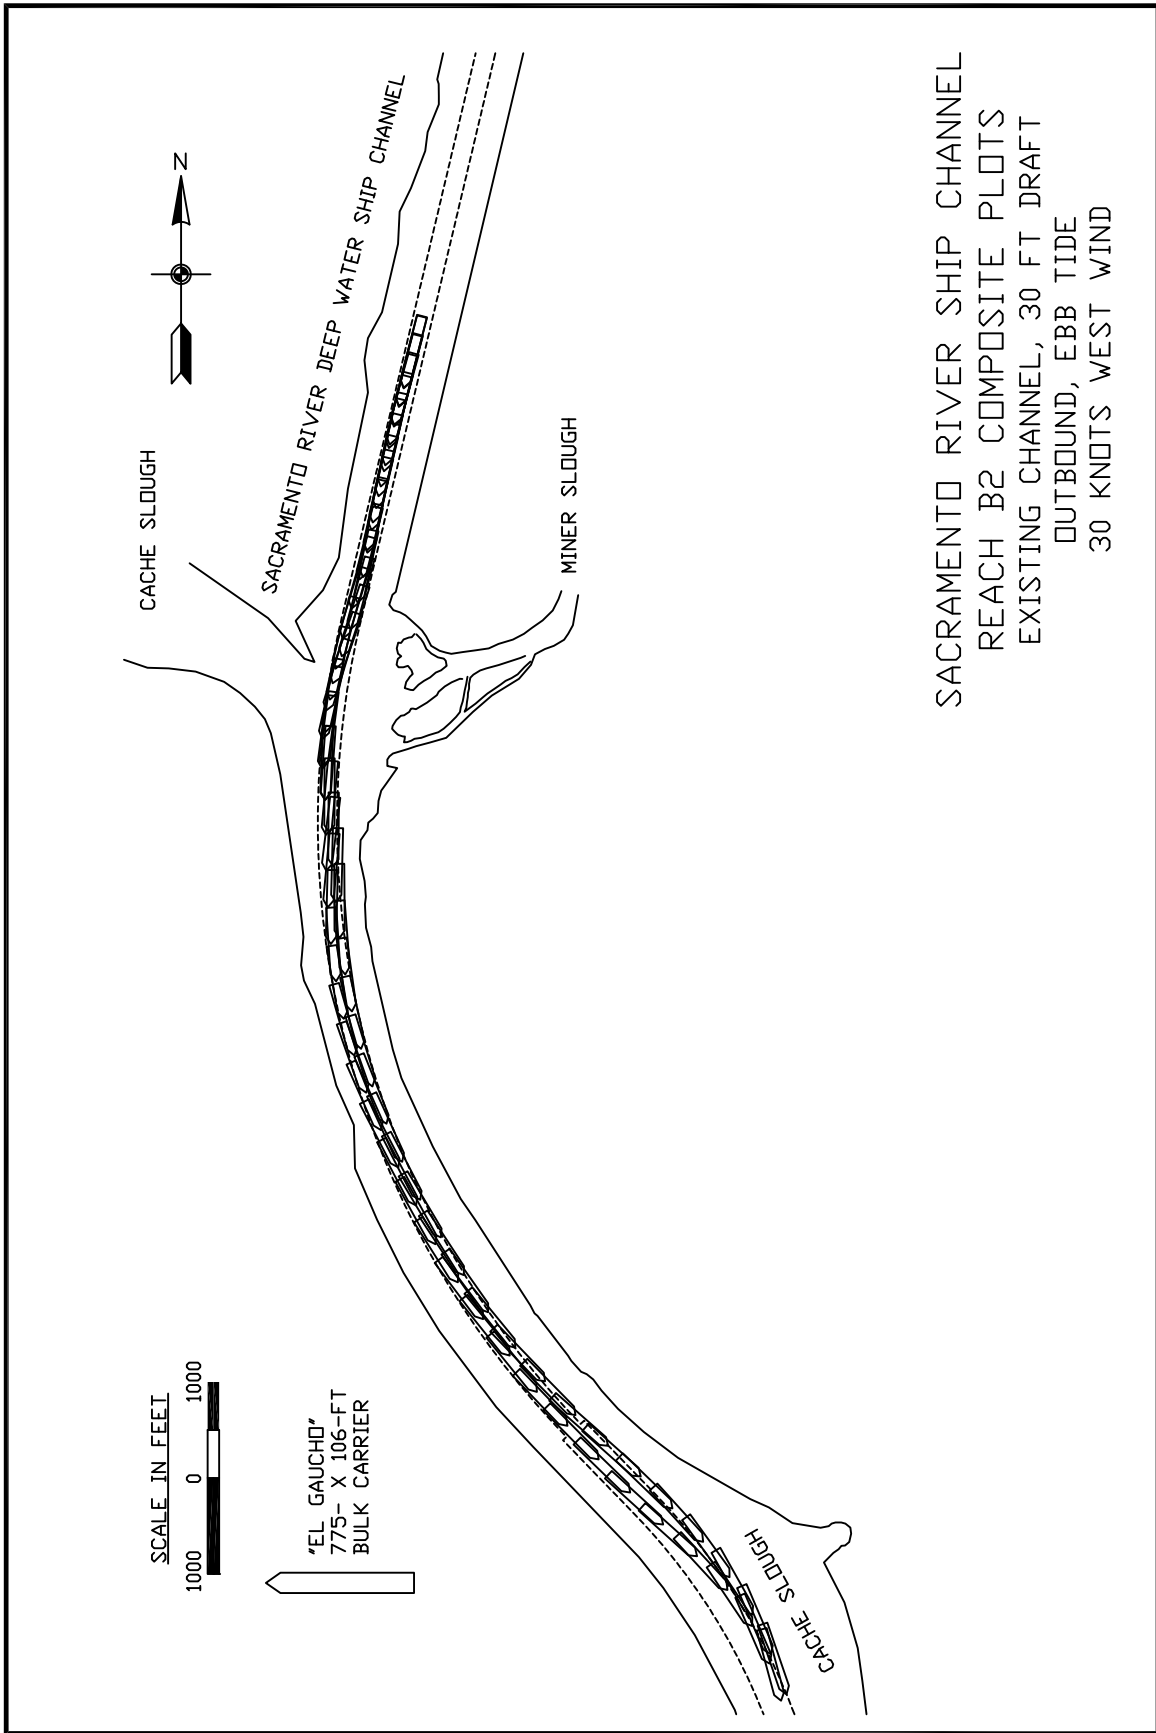 N
CACHE SLOUGH
SACRAMENTO RIVER DEEP WATER SHIP CHANNEL
MINER SLOUGH
SCALE IN FEET
1000 0 1000
"EL GAUCHO"
775- X 106-FT
BULK CARRIER
CACHE SLOUGH
SACRAMENTO RIVER SHIP CHANNEL
REACH B2 COMPOSITE PLOTS
EXISTING CHANNEL, 30 FT DRAFT
OUTBOUND, EBB TIDE
30 KNOTS WEST WIND